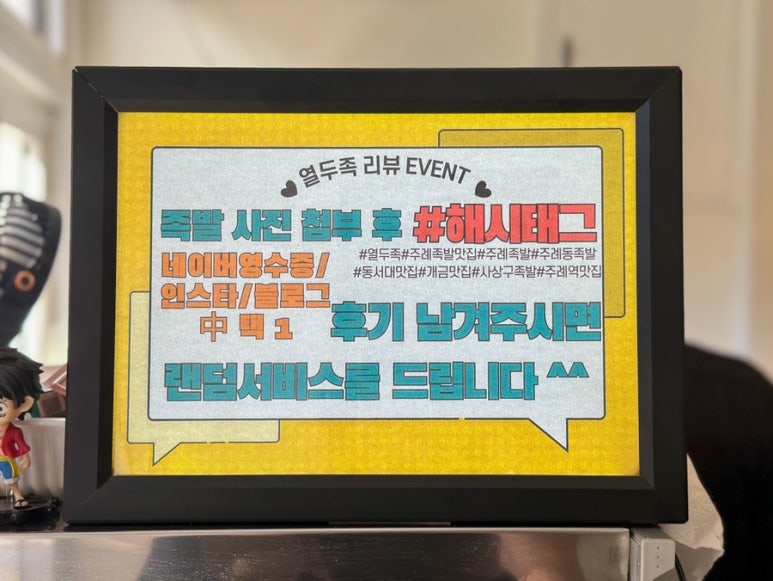 열두족 리뷰 EVENT
족발 사진 첨부 후 #해시태그
#열두족#주례족발맛집#주례족발#주례동족발
#동서대맛집#개금맛집#사상구족발#주례역맛집
네이버영수증/
인스타/블로그
中 택 1
후기 남겨주시면
랜덤서비스를 드립니다 ^^